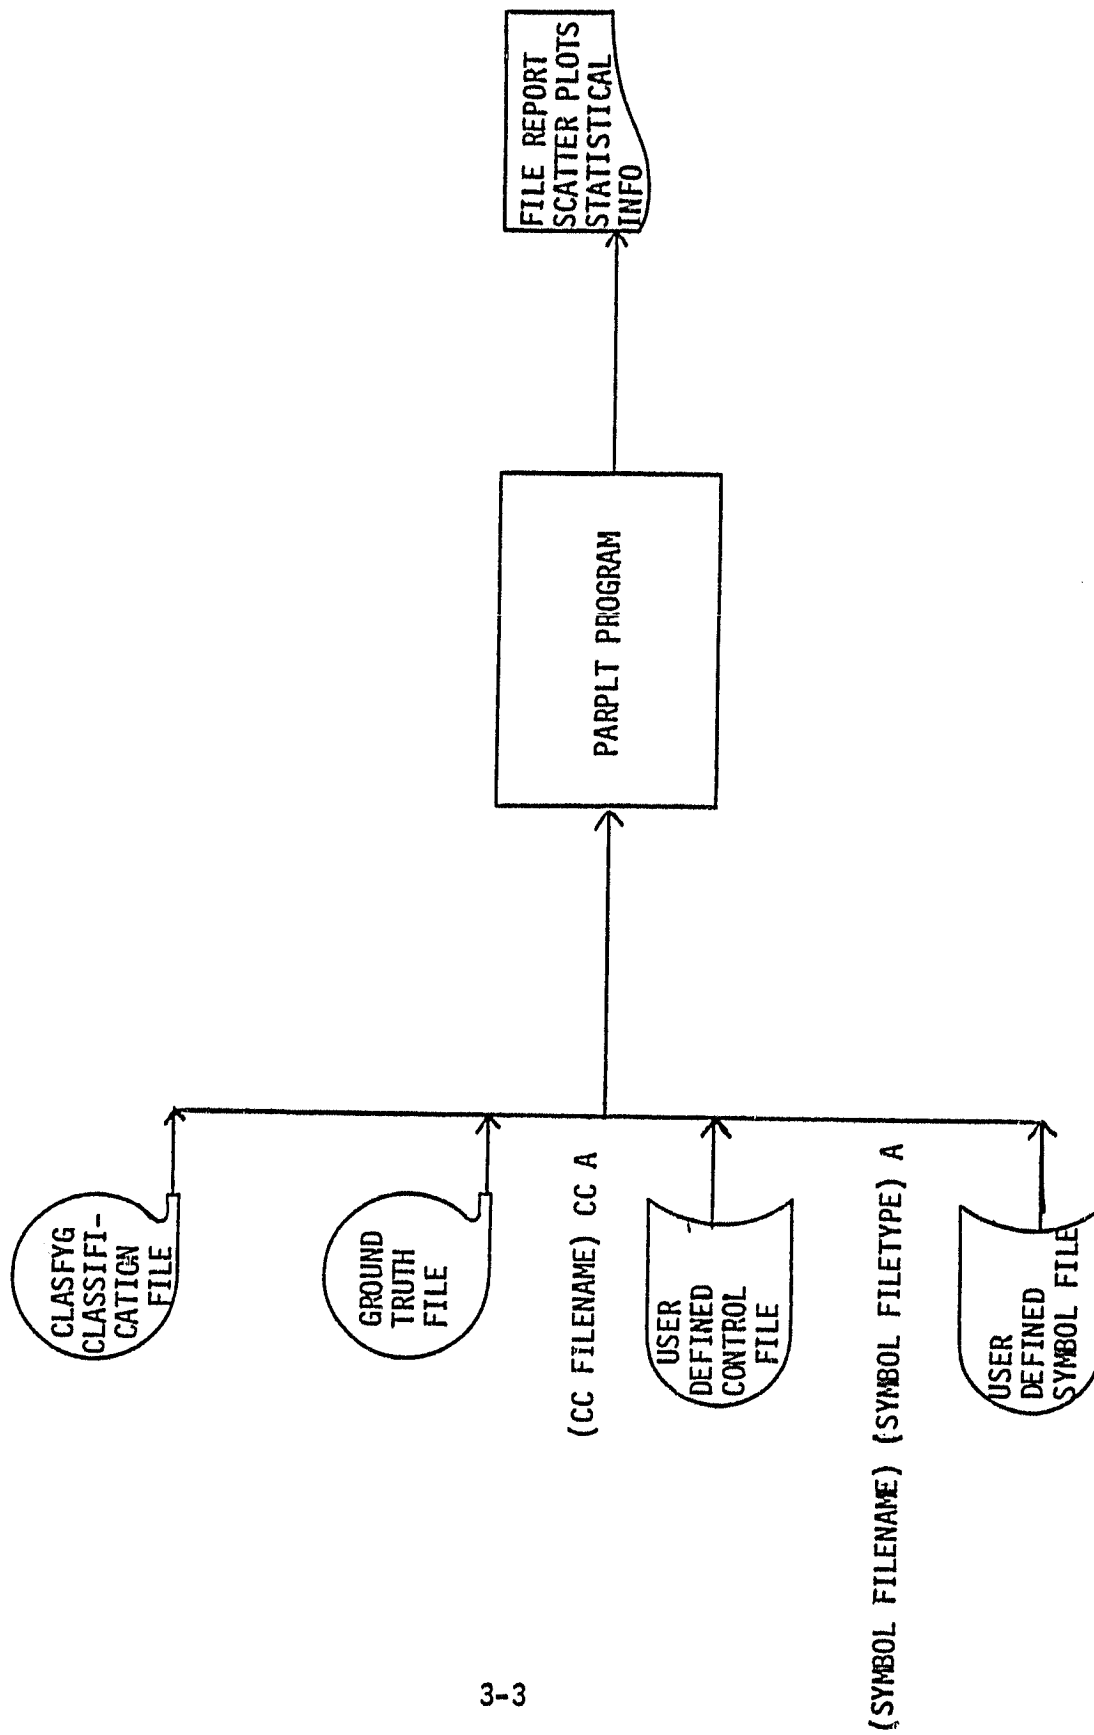 CLASFYG
CLASSIFI-
CATION
FILE
GROUND
TRUTH
FILE
(CC FILENAME) CC A
USER
DEFINED
CONTROL
FILE
(SYMBOL FILENAME) (SYMBOL FILETYPE) A
USER
DEFINED
SYMBOL FILE
PARPLT PROGRAM
FILE REPORT
SCATTER PLOTS
STATISTICAL
INFO
3-3